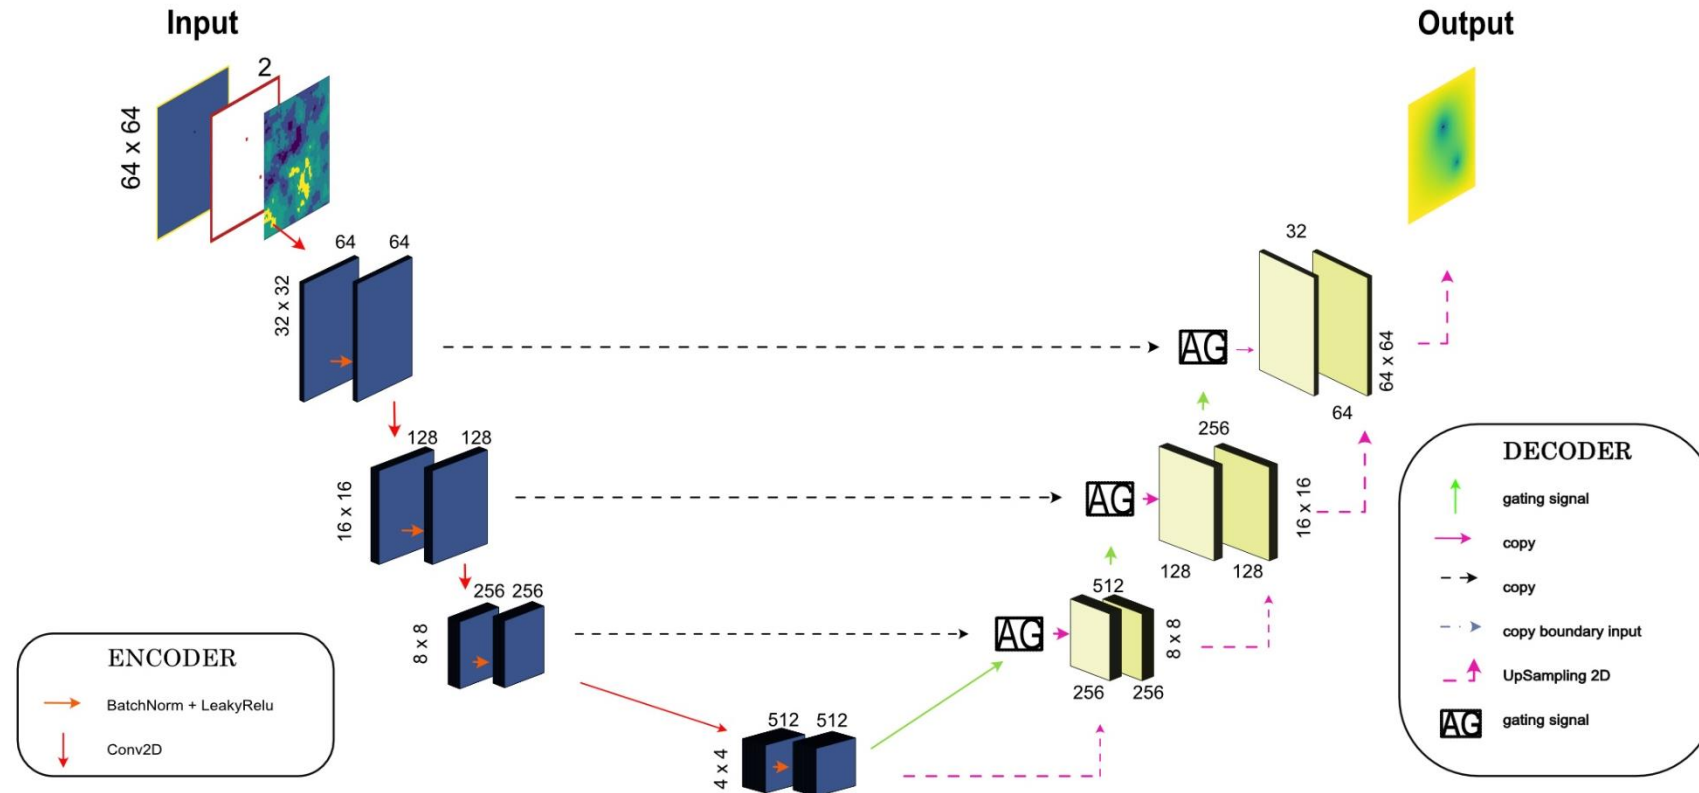 Input
Output
2
64 x 64
64 64
32 x 32
32
AG
64 x 64
64
128 128
16 x 16
256
AG
16 x 16
128 128
256 256
8 x 8
512
AG
8 x 8
256 256
512 512
4 x 4
ENCODER
BatchNorm + LeakyRelu
Conv2D
DECODER
gating signal
copy
copy
copy boundary input
UpSampling 2D
AG gating signal